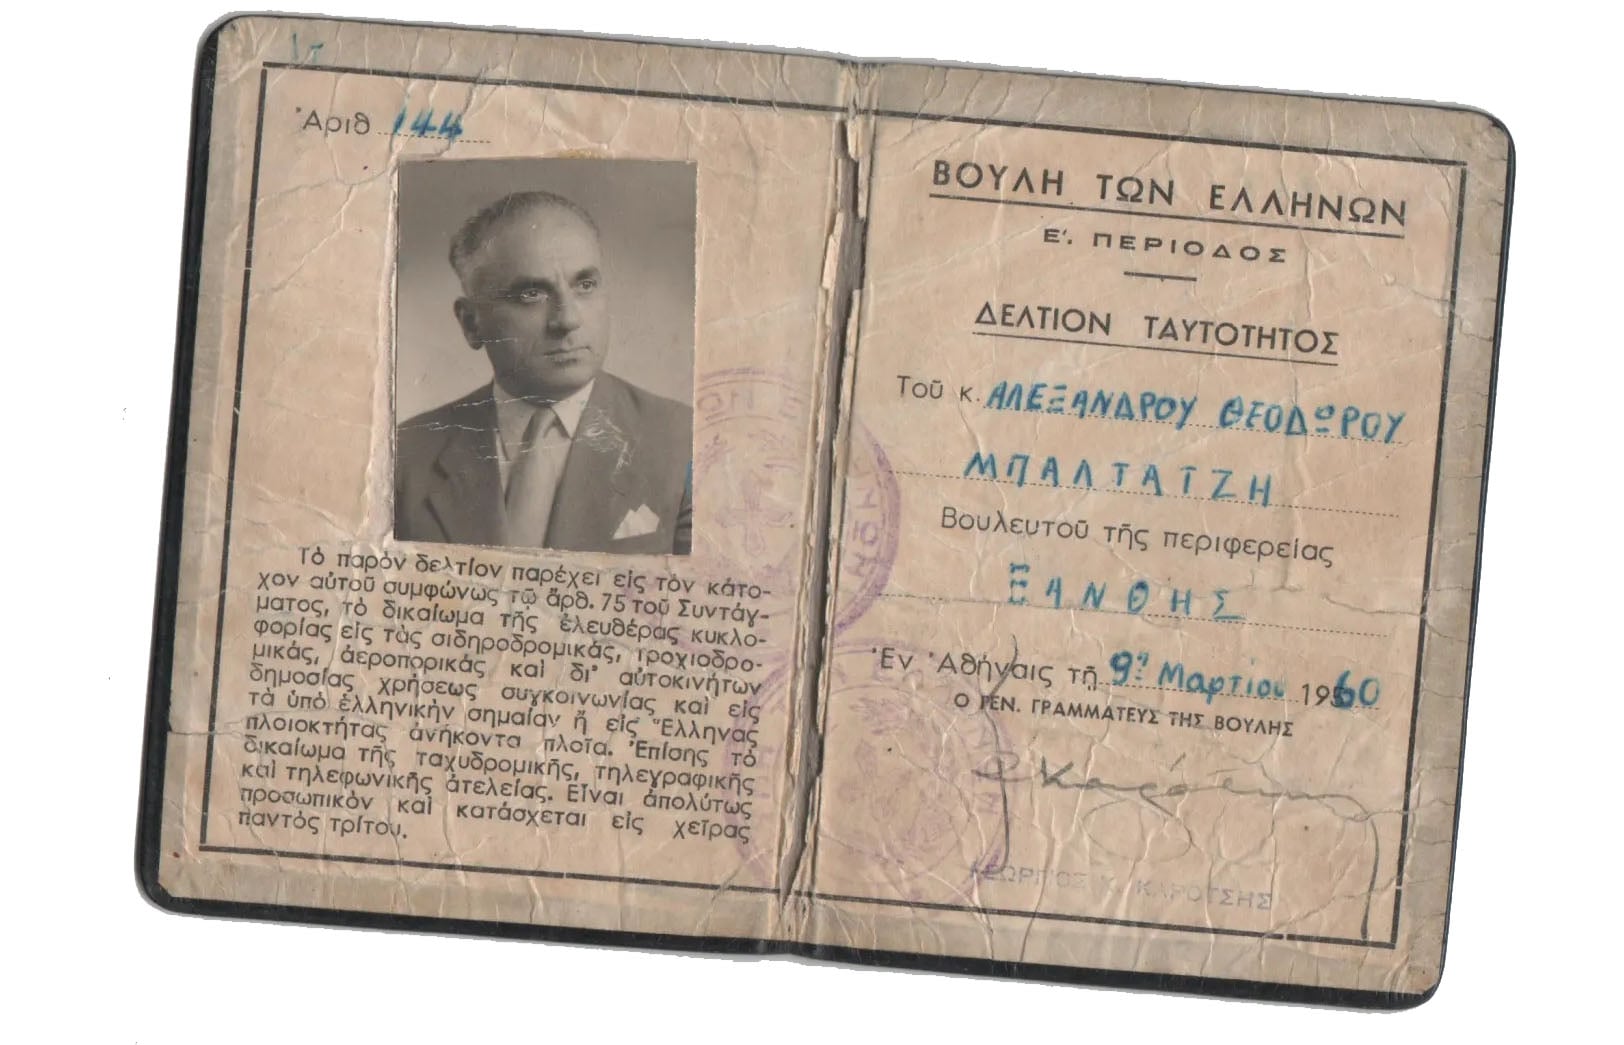 Ἀριθ 144
Τὸ παρὸν δελτίον παρέχει εἰς τὸν κάτο-
χον αὐτοῦ συμφώνως τῷ ἄρθ. 75 τοῦ Συντάγ-
ματος, τὸ δικαίωμα τῆς ἐλευθέρας κυκλο-
φορίας εἰς τὰς σιδηροδρομικάς, τροχιοδρο-
μικάς, ἀεροπορικάς καὶ δι' αὐτοκινήτων
δημοσίας χρήσεως συγκοινωνίας καὶ εἰς
τὰ ὑπὸ ἑλληνικὴν σημαίαν ἢ εἰς Ἕλληνας
πλοιοκτήτας ἀνήκοντα πλοῖα. Ἐπίσης τὸ
δικαίωμα τῆς ταχυδρομικῆς, τηλεγραφικῆς
καὶ τηλεφωνικῆς ἀτελείας. Εἶναι ἀπολύτως
προσωπικὸν καὶ κατάσχεται εἰς χεῖρας
παντὸς τρίτου.
ΒΟΥΛΗ ΤΩΝ ΕΛΛΗΝΩΝ
Ε'. ΠΕΡΙΟΔΟΣ
ΔΕΛΤΙΟΝ ΤΑΥΤΟΤΗΤΟΣ
Τοῦ κ. ΑΛΕΞΑΝΔΡΟΥ ΘΕΟΔΩΡΟΥ
ΜΠΑΛΤΑΤΖΗ
Βουλευτοῦ τῆς περιφερείας
ΞΑΝΘΗΣ
Ἐν Ἀθήναις τῇ 9ῃ Μαρτίου 1960
Ο ΓΕΝ. ΓΡΑΜΜΑΤΕΥΣ ΤΗΣ ΒΟΥΛΗΣ
ΓΕΩΡΓΙΟΣ Κ. ΚΑΡΟΤΣΗΣ